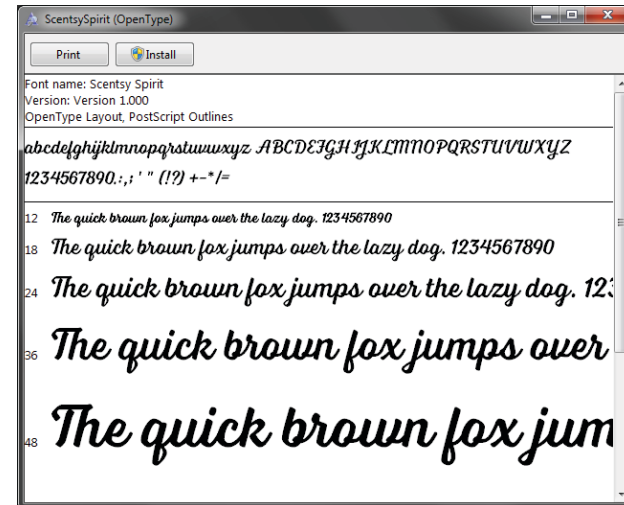 ScentsySpirit (OpenType)
Print Install
Font name: Scentsy Spirit
Version: Version 1.000
OpenType Layout, PostScript Outlines
abcdefghijklmnopqrstuvwxyz ABCDEFGHIJKLMNOPQRSTUVWXYZ
1234567890.:,; ' " (!?) +-*/=
12 The quick brown fox jumps over the lazy dog. 1234567890
18 The quick brown fox jumps over the lazy dog. 1234567890
24 The quick brown fox jumps over the lazy dog. 123
36 The quick brown fox jumps over
48 The quick brown fox jum